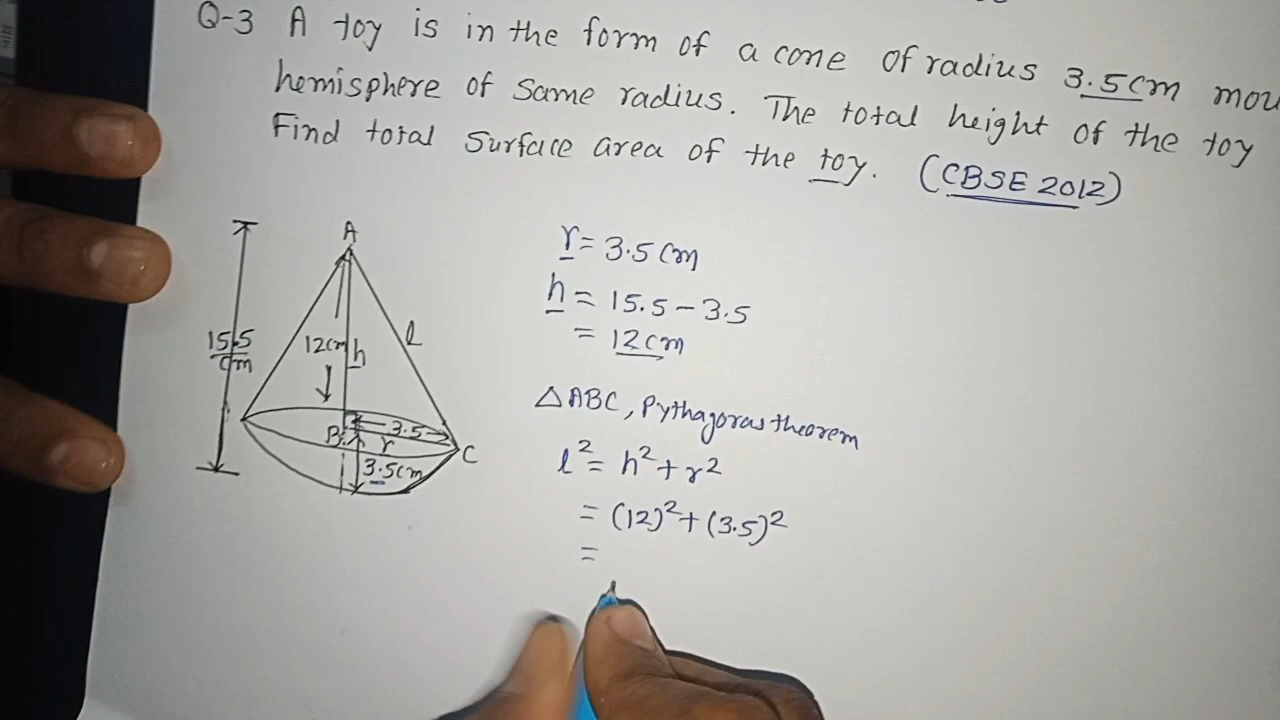 Q-3 A toy is in the form of a cone of radius 3.5cm mou
hemisphere of same radius. The total height of the toy
Find total surface area of the toy. (CBSE 2012)
A
15.5
cm
12cm
h
l
B
3.5
r
C
3.5cm
r = 3.5 cm
h = 15.5 - 3.5
= 12cm
△ABC, Pythagoras theorem
l² = h² + r²
= (12)² + (3.5)²
=